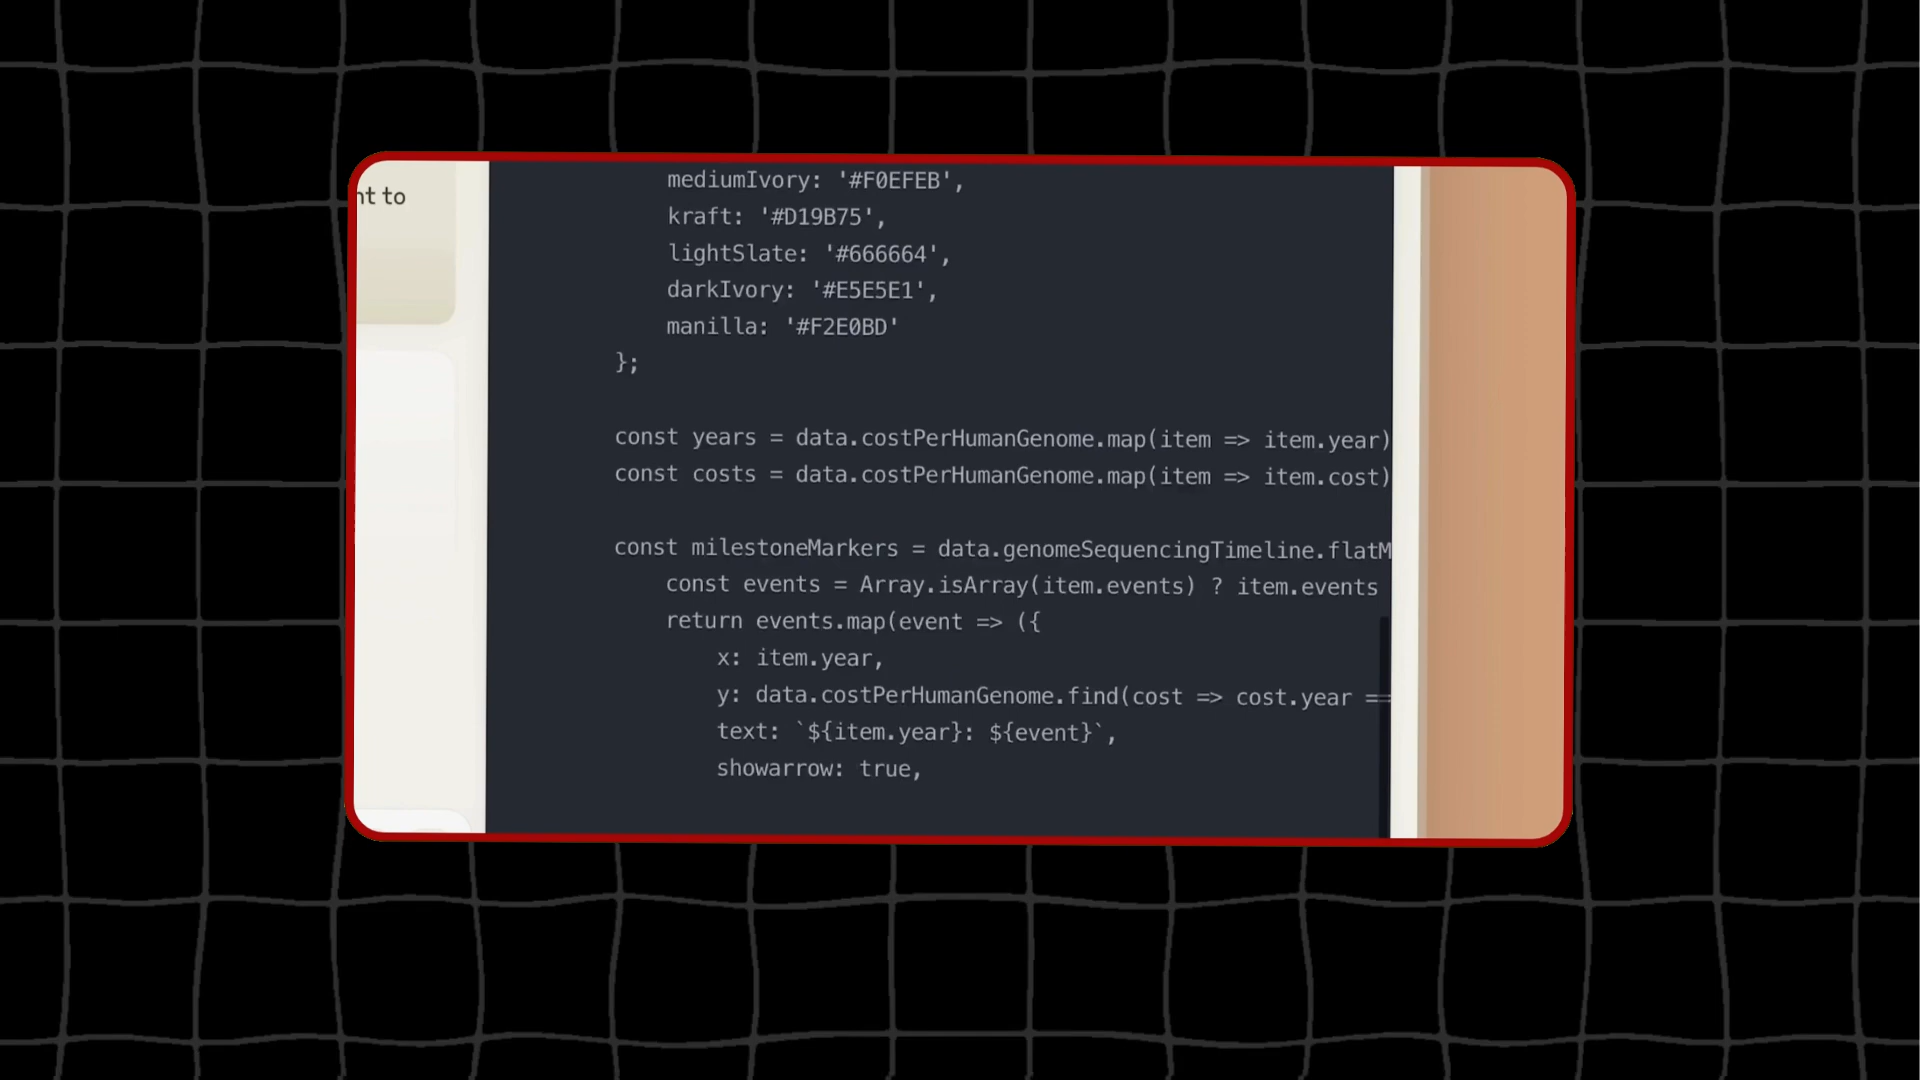 nt to
mediumIvory: '#F0EFEB',
kraft: '#D19B75',
lightSlate: '#666664',
darkIvory: '#E5E5E1',
manilla: '#F2E0BD'
};
const years = data.costPerHumanGenome.map(item => item.year)
const costs = data.costPerHumanGenome.map(item => item.cost)
const milestoneMarkers = data.genomeSequencingTimeline.flatM
const events = Array.isArray(item.events) ? item.events
return events.map(event => ({
x: item.year,
y: data.costPerHumanGenome.find(cost => cost.year ==
text: `${item.year}: ${event}`,
showarrow: true,